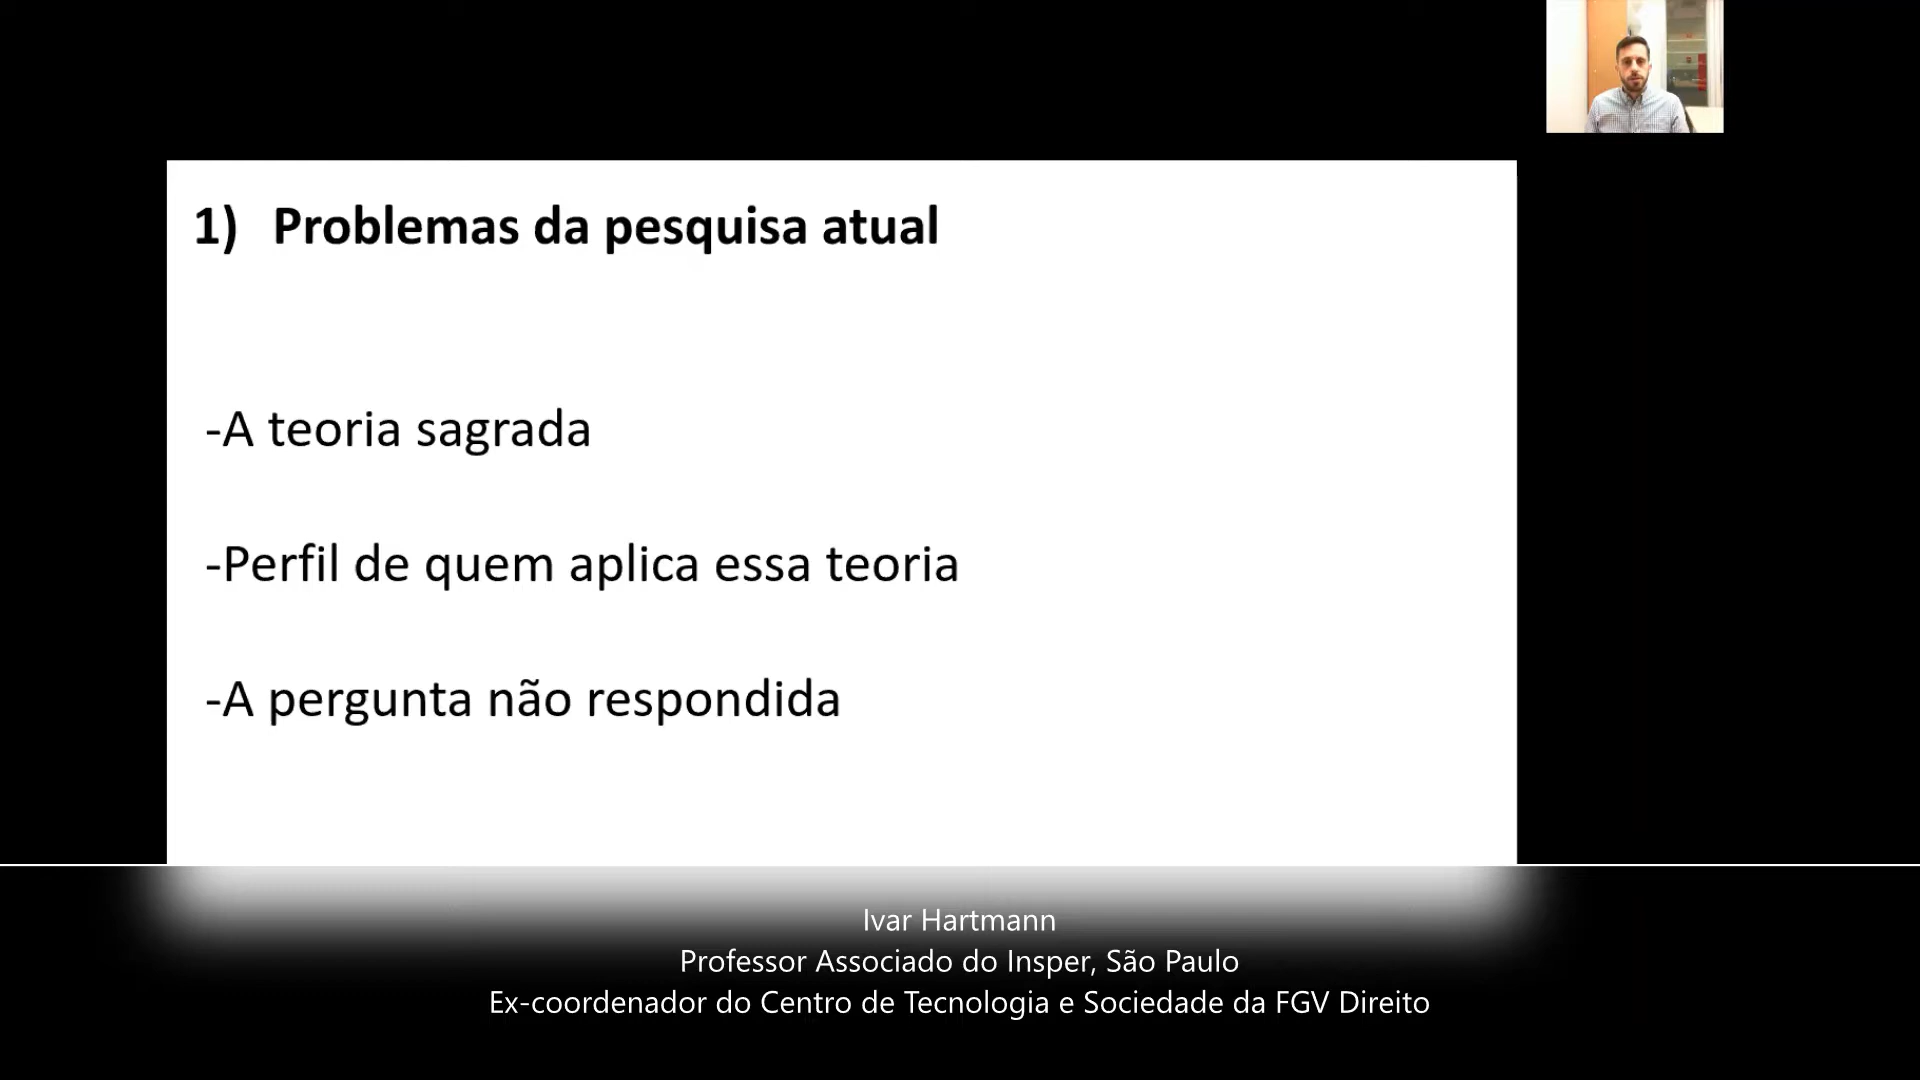 1) Problemas da pesquisa atual
-A teoria sagrada
-Perfil de quem aplica essa teoria
-A pergunta não respondida
Ivar Hartmann
Professor Associado do Insper, São Paulo
Ex-coordenador do Centro de Tecnologia e Sociedade da FGV Direito